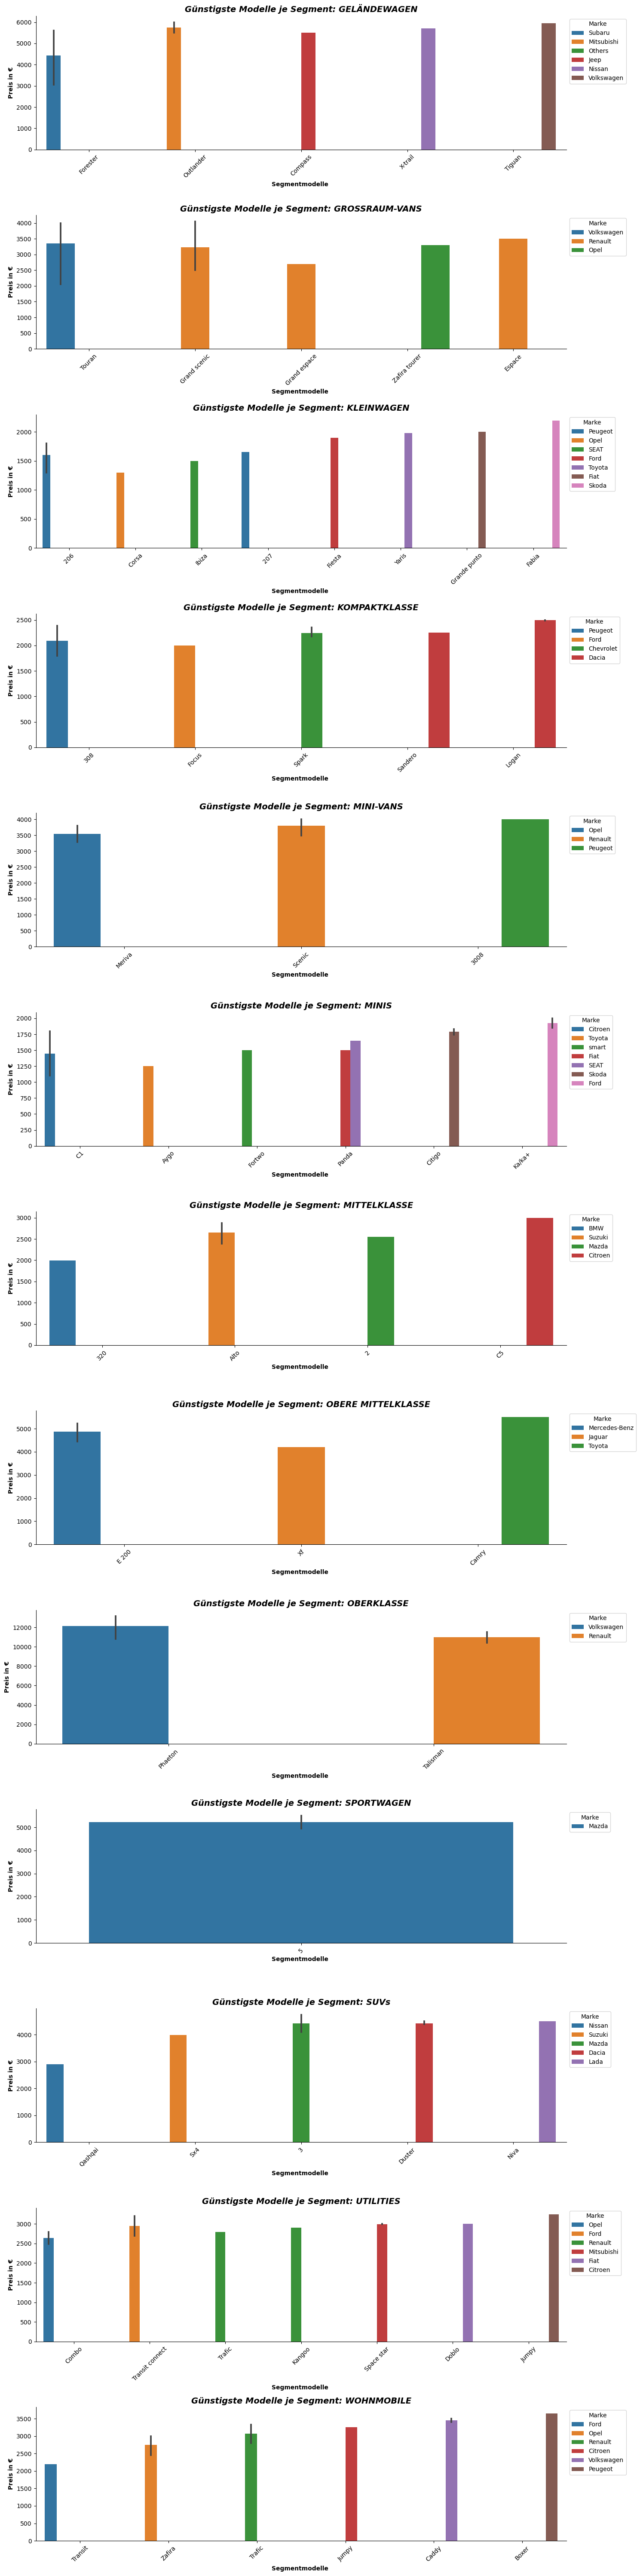 Günstigste Modelle je Segment: GELÄNDEWAGEN
Preis in €
6000
5000
4000
3000
2000
1000
0
Forester
Outlander
Compass
X-trail
Tiguan
Segmentmodelle
Marke
Subaru
Mitsubishi
Others
Jeep
Nissan
Volkswagen
Günstigste Modelle je Segment: GROSSRAUM-VANS
Preis in €
4000
3500
3000
2500
2000
1500
1000
500
0
Touran
Grand scenic
Grand espace
Zafira tourer
Espace
Segmentmodelle
Marke
Volkswagen
Renault
Opel
Günstigste Modelle je Segment: KLEINWAGEN
Preis in €
2000
1500
1000
500
0
206
Corsa
Ibiza
207
Fiesta
Yaris
Grande punto
Fabia
Segmentmodelle
Marke
Peugeot
Opel
SEAT
Ford
Toyota
Fiat
Skoda
Günstigste Modelle je Segment: KOMPAKTKLASSE
Preis in €
2500
2000
1500
1000
500
0
308
Focus
Spark
Sandero
Logan
Segmentmodelle
Marke
Peugeot
Ford
Chevrolet
Dacia
Günstigste Modelle je Segment: MINI-VANS
Preis in €
4000
3500
3000
2500
2000
1500
1000
500
0
Meriva
Scenic
3008
Segmentmodelle
Marke
Opel
Renault
Peugeot
Günstigste Modelle je Segment: MINIS
Preis in €
2000
1750
1500
1250
1000
750
500
250
0
C1
Aygo
Fortwo
Panda
Citigo
Ka/ka+
Segmentmodelle
Marke
Citroen
Toyota
smart
Fiat
SEAT
Skoda
Ford
Günstigste Modelle je Segment: MITTELKLASSE
Preis in €
3000
2500
2000
1500
1000
500
0
320
Alto
2
C5
Segmentmodelle
Marke
BMW
Suzuki
Mazda
Citroen
Günstigste Modelle je Segment: OBERE MITTELKLASSE
Preis in €
5000
4000
3000
2000
1000
0
E 200
Xf
Camry
Segmentmodelle
Marke
Mercedes-Benz
Jaguar
Toyota
Günstigste Modelle je Segment: OBERKLASSE
Preis in €
12000
10000
8000
6000
4000
2000
0
Phaeton
Talisman
Segmentmodelle
Marke
Volkswagen
Renault
Günstigste Modelle je Segment: SPORTWAGEN
Preis in €
5000
4000
3000
2000
1000
0
5
Segmentmodelle
Marke
Mazda
Günstigste Modelle je Segment: SUVs
Preis in €
4000
3000
2000
1000
0
Qashqai
Sx4
3
Duster
Niva
Segmentmodelle
Marke
Nissan
Suzuki
Mazda
Dacia
Lada
Günstigste Modelle je Segment: UTILITIES
Preis in €
3000
2500
2000
1500
1000
500
0
Combo
Transit connect
Trafic
Kangoo
Space star
Doblo
Jumpy
Segmentmodelle
Marke
Opel
Ford
Renault
Mitsubishi
Fiat
Citroen
Günstigste Modelle je Segment: WOHNMOBILE
Preis in €
3500
3000
2500
2000
1500
1000
500
0
Transit
Zafira
Trafic
Jumpy
Caddy
Boxer
Segmentmodelle
Marke
Ford
Opel
Renault
Citroen
Volkswagen
Peugeot